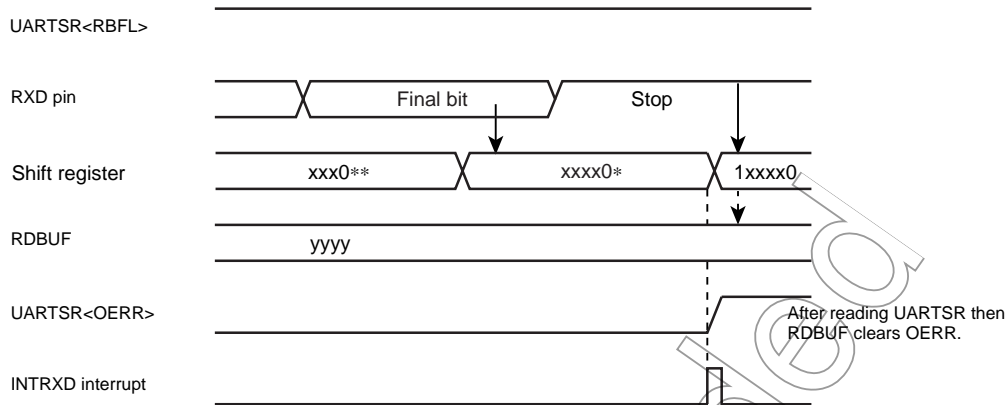 UARTSR<RBFL>
RXD pin
Final bit
Stop
Shift register
xxx0**
xxxx0*
1xxxx0
RDBUF
yyyy
UARTSR<OERR>
After reading UARTSR then
RDBUF clears OERR.
INTRXD interrupt